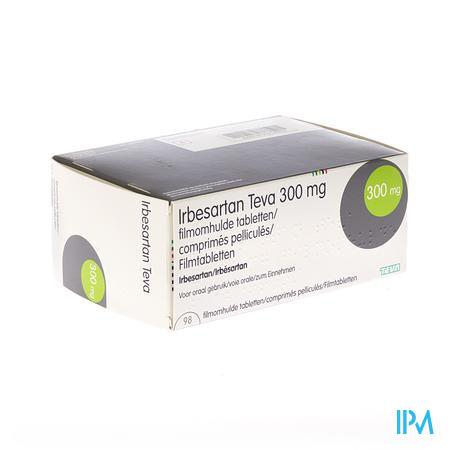 Irbesartan Teva 300 mg
filmomhulde tabletten/
comprimés pelliculés/
Filmtabletten
Irbesartan/Irbésartan
Voor oraal gebruik/voie orale/zum Einnehmen
98 filmomhulde tabletten/comprimés pelliculés/Filmtabletten
300 mg
TEVA
Irbesartan Teva
300 mg
IPM